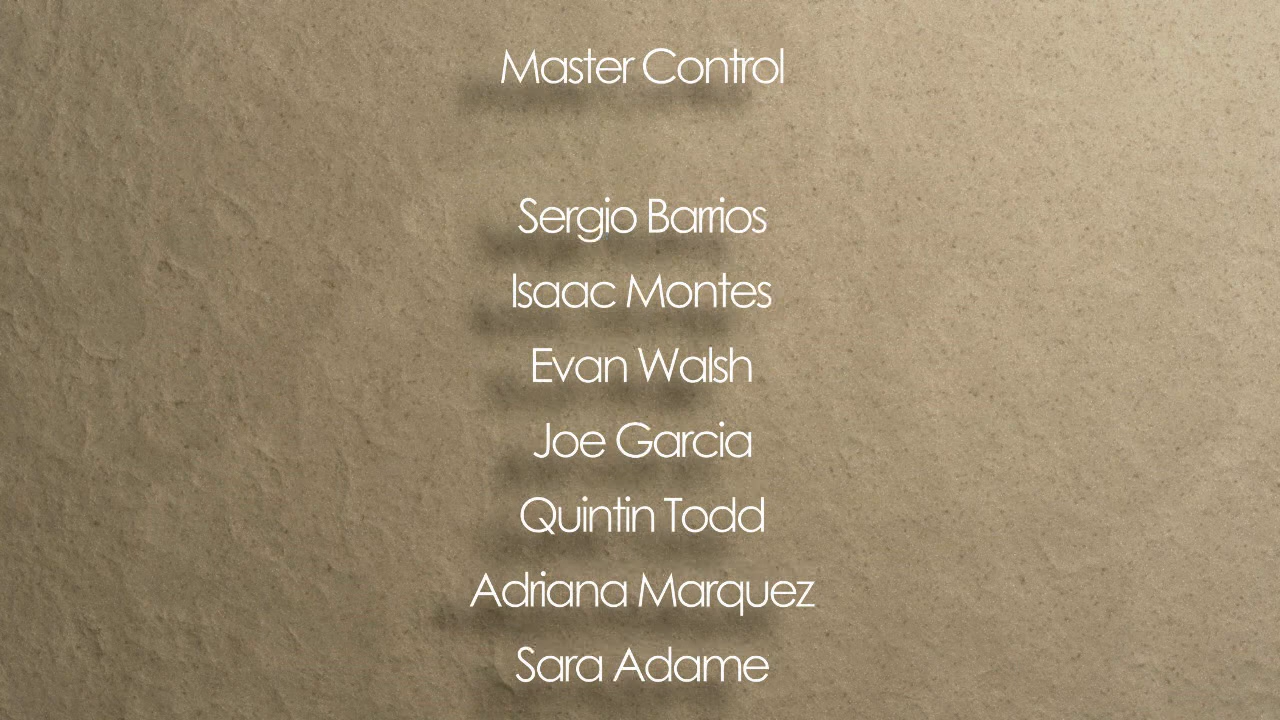 Master Control
Sergio Barrios
Isaac Montes
Evan Walsh
Joe Garcia
Quintin Todd
Adriana Marquez
Sara Adame